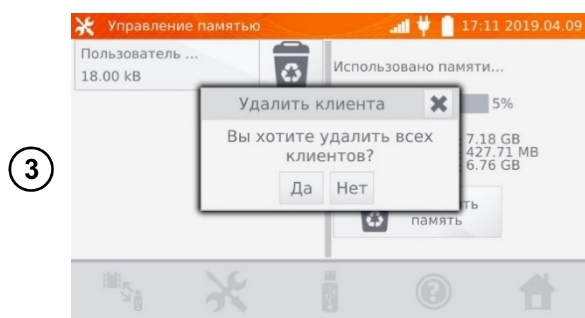 Управление памятью
17:11 2019.04.09
Пользователь ...
18.00 kB
Использовано памяти...
5%
7.18 GB
427.71 MB
6.76 GB
память
Удалить клиента
Вы хотите удалить всех
клиентов?
Да Нет
3